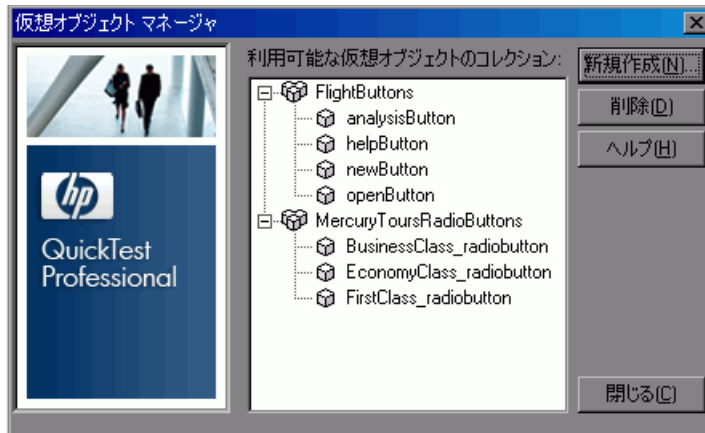 仮想オブジェクト マネージャ
hp
QuickTest
Professional
利用可能な仮想オブジェクトのコレクション:
FlightButtons
analysisButton
helpButton
newButton
openButton
MercuryToursRadioButtons
BusinessClass_radiobutton
EconomyClass_radiobutton
FirstClass_radiobutton
新規作成(N)...
削除(D)
ヘルプ(H)
閉じる(C)